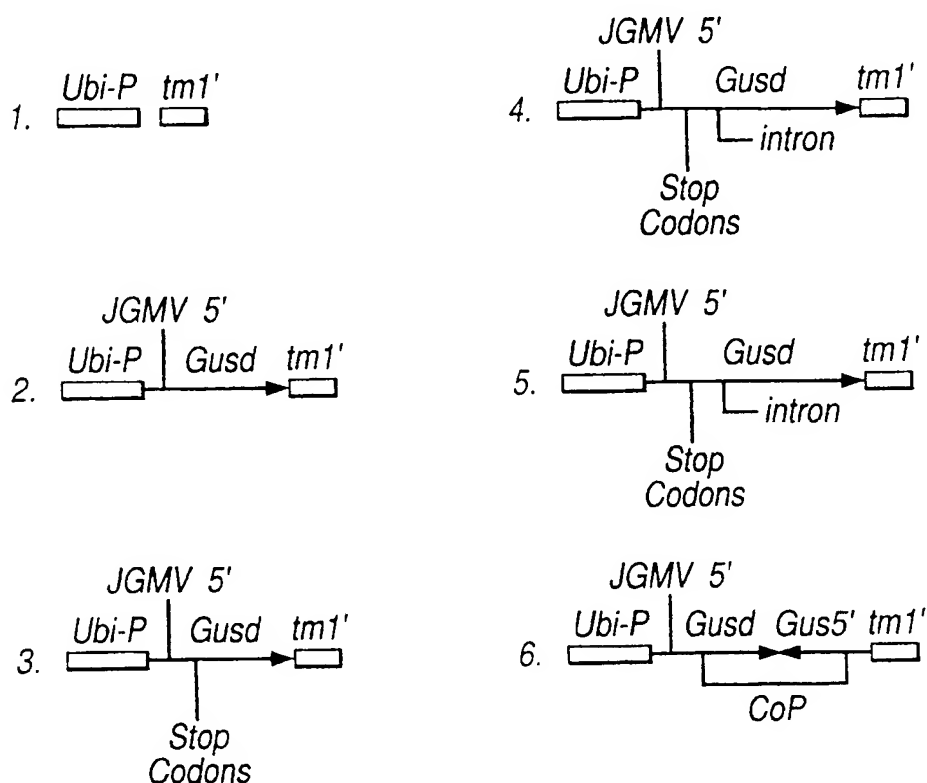 Ubi-P tm1'
1.
JGMV 5'
Ubi-P Gusd tm1'
2.
JGMV 5'
Ubi-P Gusd tm1'
3.
Stop
Codons
JGMV 5'
Ubi-P Gusd tm1'
4.
intron
Stop
Codons
JGMV 5'
Ubi-P Gusd tm1'
5.
intron
Stop
Codons
JGMV 5'
Ubi-P Gusd Gus5' tm1'
6.
CoP